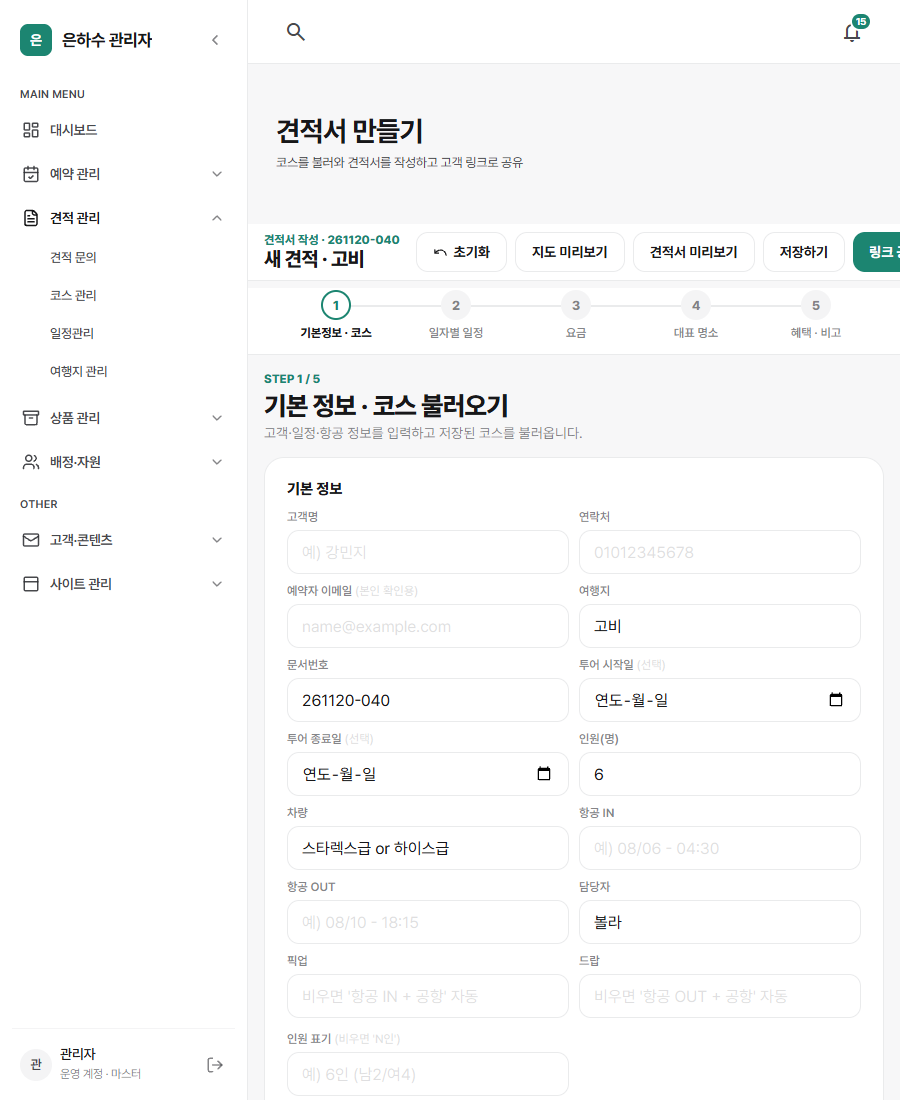 은 은하수 관리자
15
MAIN MENU
대시보드
예약 관리
견적 관리
견적 문의
코스 관리
일정관리
여행지 관리
상품 관리
배정·자원
OTHER
고객·콘텐츠
사이트 관리
관 관리자
운영 계정 · 마스터
견적서 만들기
코스를 불러와 견적서를 작성하고 고객 링크로 공유
견적서 작성 · 261120-040
새 견적 · 고비
초기화 지도 미리보기 견적서 미리보기 저장하기 링크
1 2 3 4 5
기본정보 · 코스 일자별 일정 요금 대표 명소 혜택 · 비고
STEP 1 / 5
기본 정보 · 코스 불러오기
고객·일정·항공 정보를 입력하고 저장된 코스를 불러옵니다.
기본 정보
고객명 연락처
예) 강민지 01012345678
예약자 이메일 (본인 확인용) 여행지
name@example.com 고비
문서번호 투어 시작일 (선택)
261120-040 연도-월-일
투어 종료일 (선택) 인원(명)
연도-월-일 6
차량 항공 IN
스타렉스급 or 하이스급 예) 08/06 - 04:30
항공 OUT 담당자
예) 08/10 - 18:15 볼라
픽업 드랍
비우면 '항공 IN + 공항' 자동 비우면 '항공 OUT + 공항' 자동
인원 표기 (비우면 'N인')
예) 6인 (남2/여4)